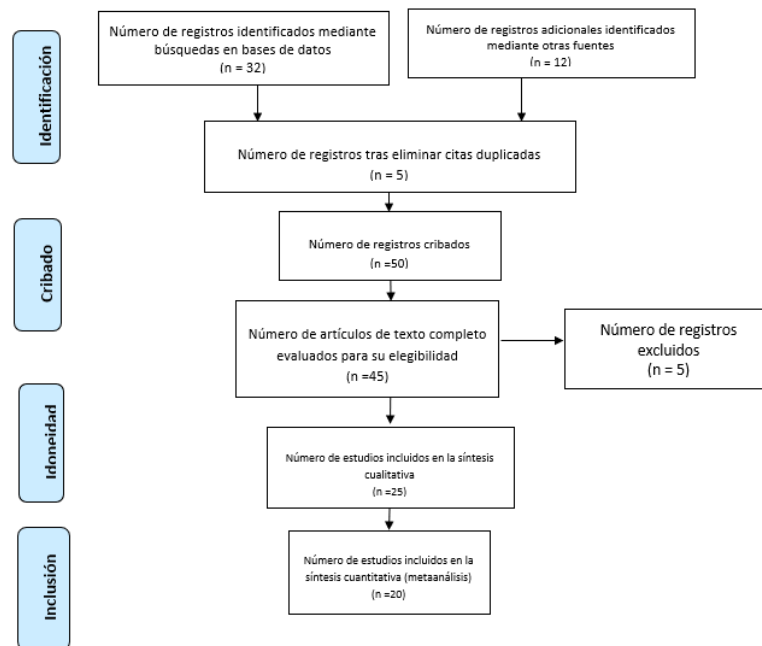 Identificación
Número de registros identificados mediante
búsquedas en bases de datos
(n = 32)
Número de registros adicionales identificados
mediante otras fuentes
(n = 12)
Número de registros tras eliminar citas duplicadas
(n = 5)
Cribado
Número de registros cribados
(n =50)
Número de artículos de texto completo
evaluados para su elegibilidad
(n =45)
Número de registros
excluidos
(n = 5)
Idoneidad
Número de estudios incluidos en la síntesis
cualitativa
(n =25)
Inclusión
Número de estudios incluidos en la
síntesis cuantitativa (metaanálisis)
(n =20)